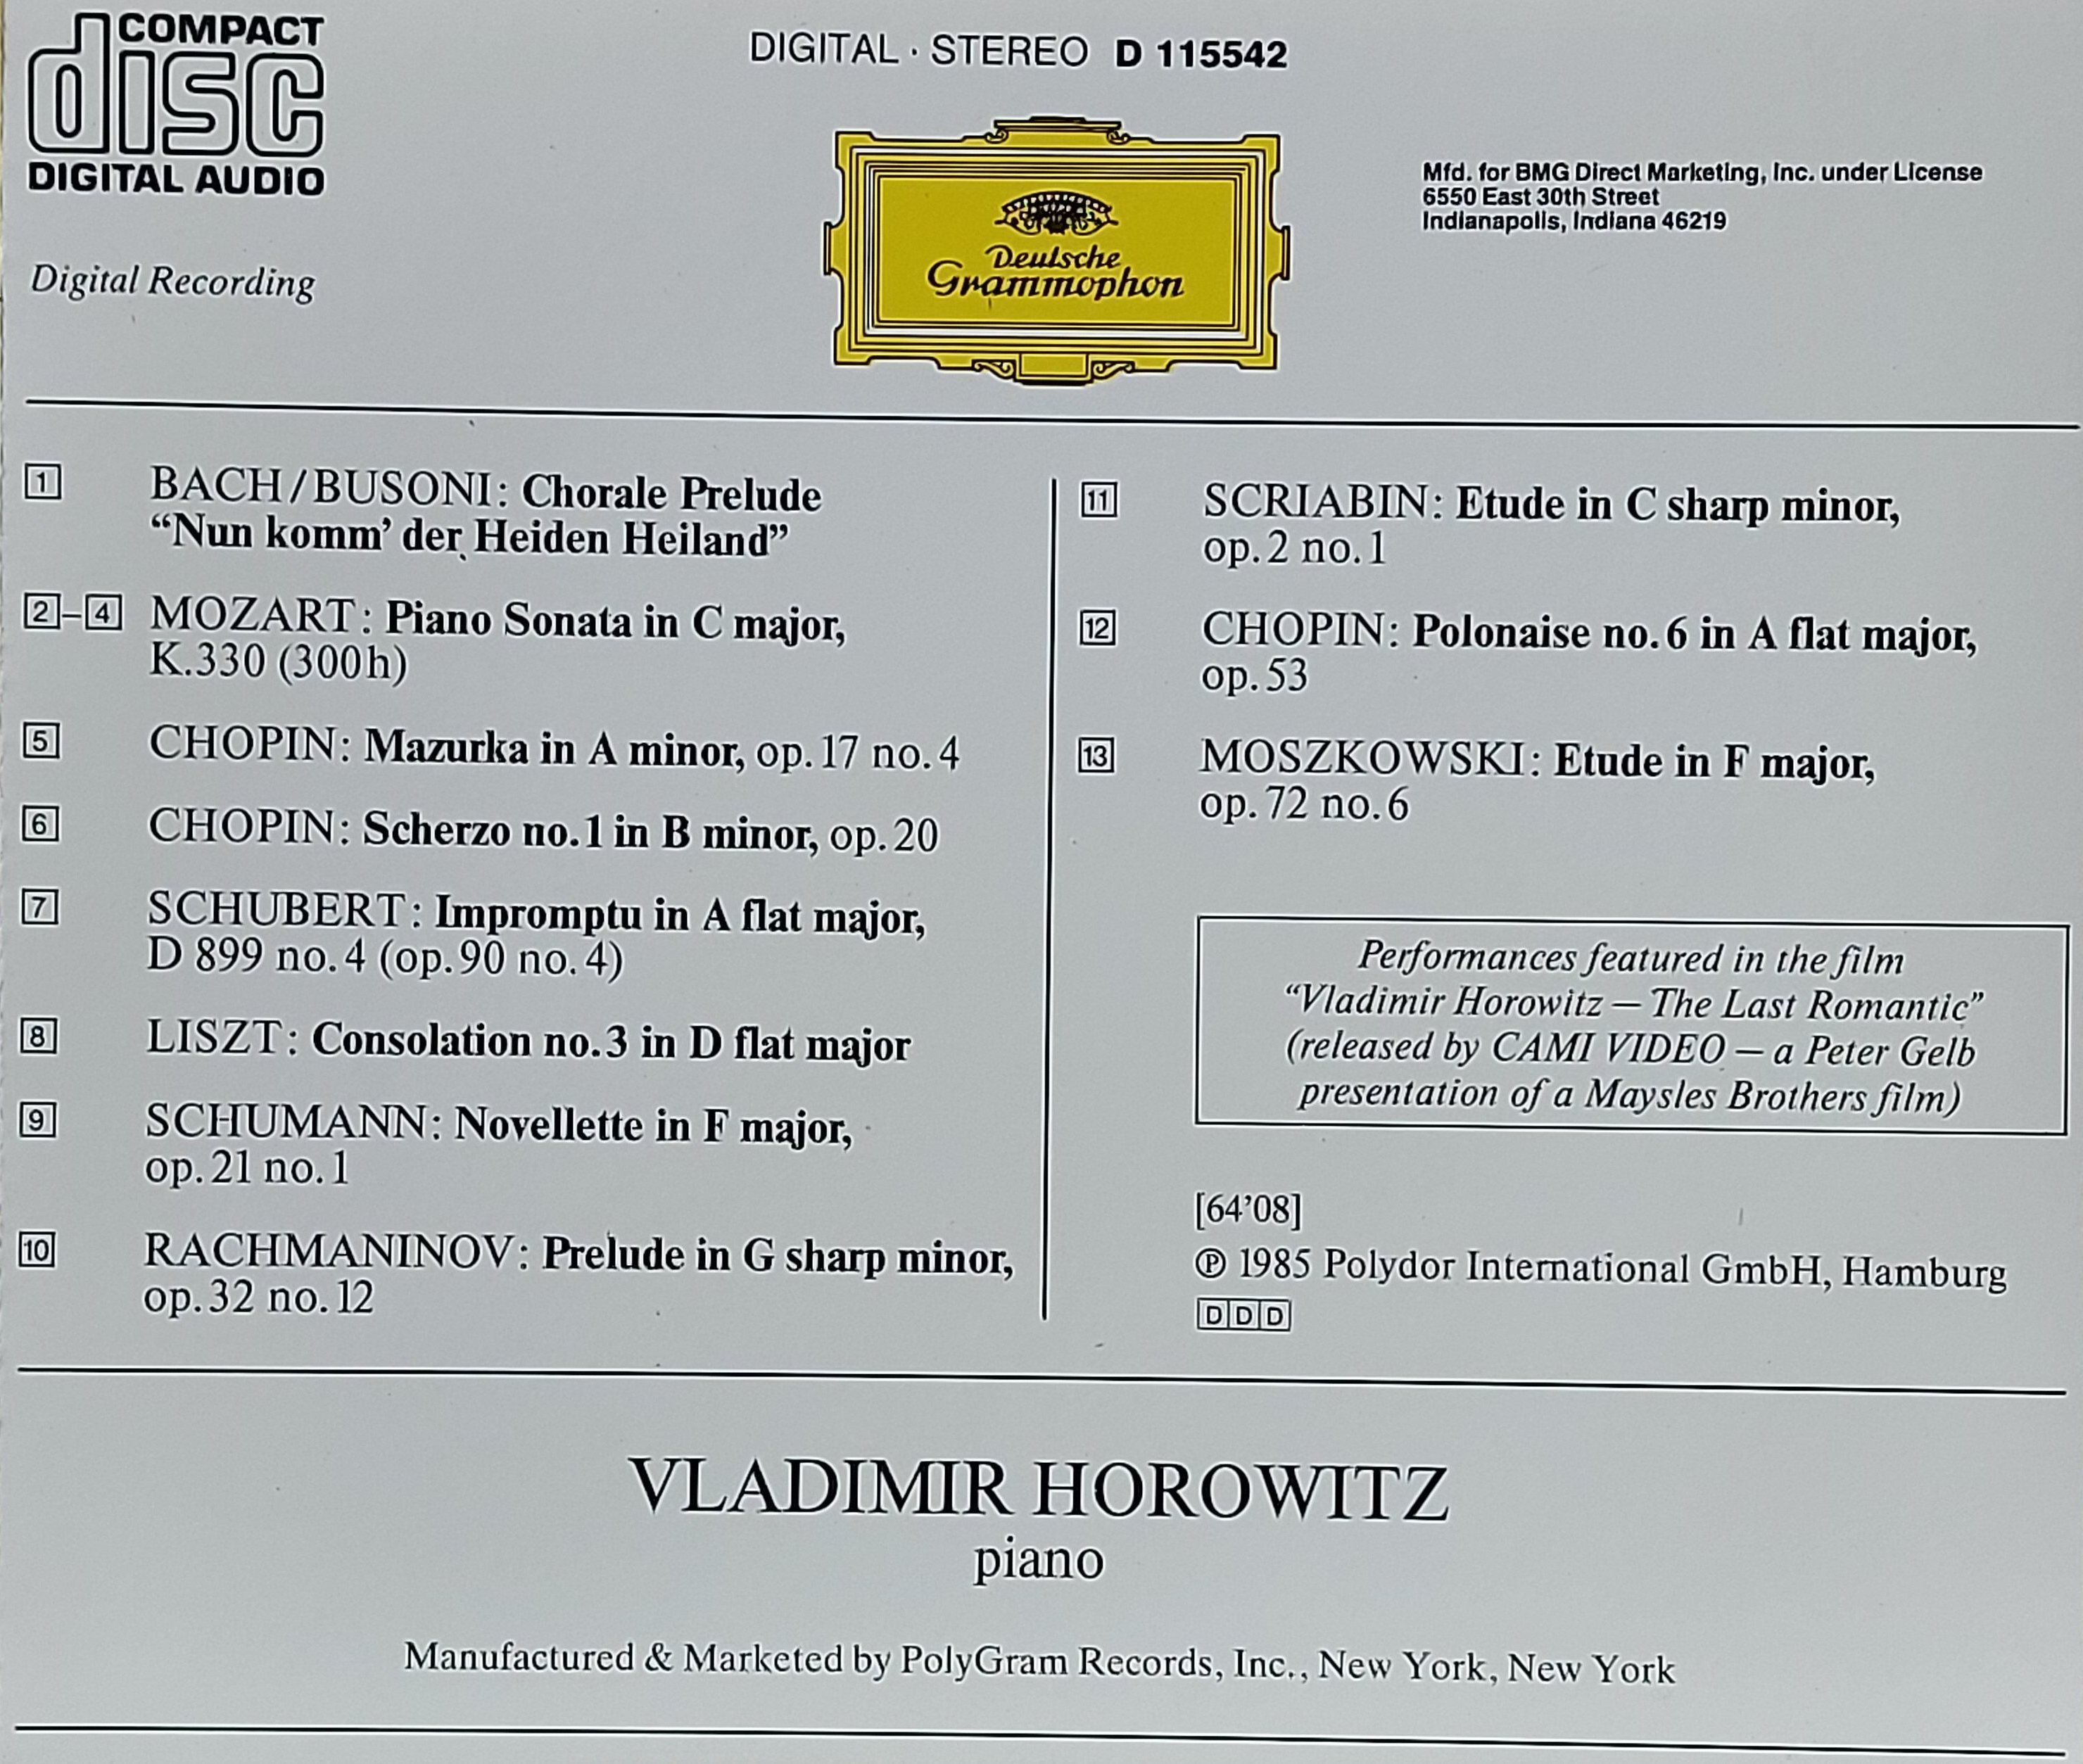 COMPACT
disc
DIGITAL AUDIO
Digital Recording
DIGITAL · STEREO D 115542
Deutsche
Grammophon
Mfd. for BMG Direct Marketing, Inc. under License
6550 East 30th Street
Indianapolis, Indiana 46219
1 BACH/BUSONI: Chorale Prelude
“Nun komm’ der Heiden Heiland”
2–4 MOZART: Piano Sonata in C major,
K.330 (300h)
5 CHOPIN: Mazurka in A minor, op.17 no.4
6 CHOPIN: Scherzo no.1 in B minor, op.20
7 SCHUBERT: Impromptu in A flat major,
D 899 no.4 (op.90 no.4)
8 LISZT: Consolation no.3 in D flat major
9 SCHUMANN: Novellette in F major,
op.21 no.1
10 RACHMANINOV: Prelude in G sharp minor,
op.32 no.12
11 SCRIABIN: Etude in C sharp minor,
op.2 no.1
12 CHOPIN: Polonaise no.6 in A flat major,
op.53
13 MOSZKOWSKI: Etude in F major,
op.72 no.6
Performances featured in the film
“Vladimir Horowitz – The Last Romantic”
(released by CAMI VIDEO – a Peter Gelb
presentation of a Maysles Brothers film)
[64’08]
℗ 1985 Polydor International GmbH, Hamburg
DDD
VLADIMIR HOROWITZ
piano
Manufactured & Marketed by PolyGram Records, Inc., New York, New York